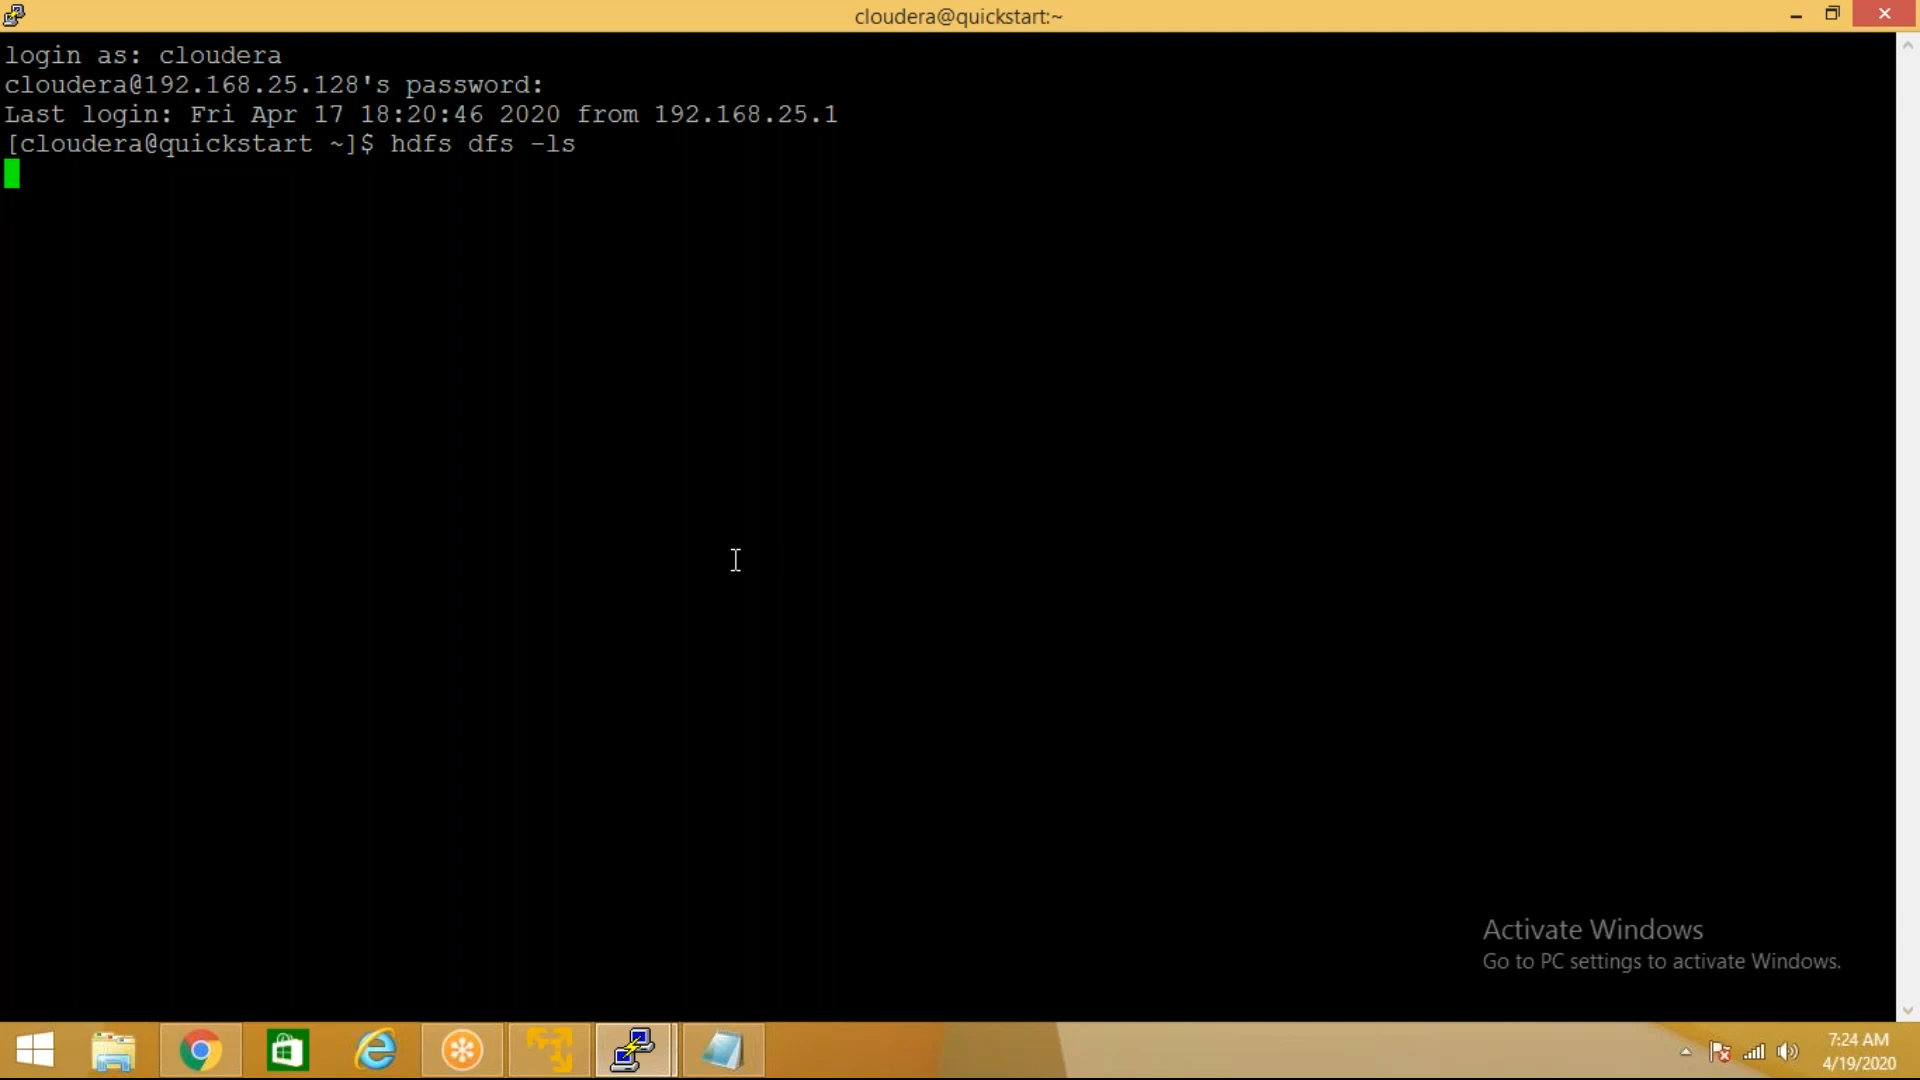 cloudera@quickstart:~
login as: cloudera
cloudera@192.168.25.128's password:
Last login: Fri Apr 17 18:20:46 2020 from 192.168.25.1
[cloudera@quickstart ~]$ hdfs dfs -ls
Activate Windows
Go to PC settings to activate Windows.
7:24 AM
4/19/2020